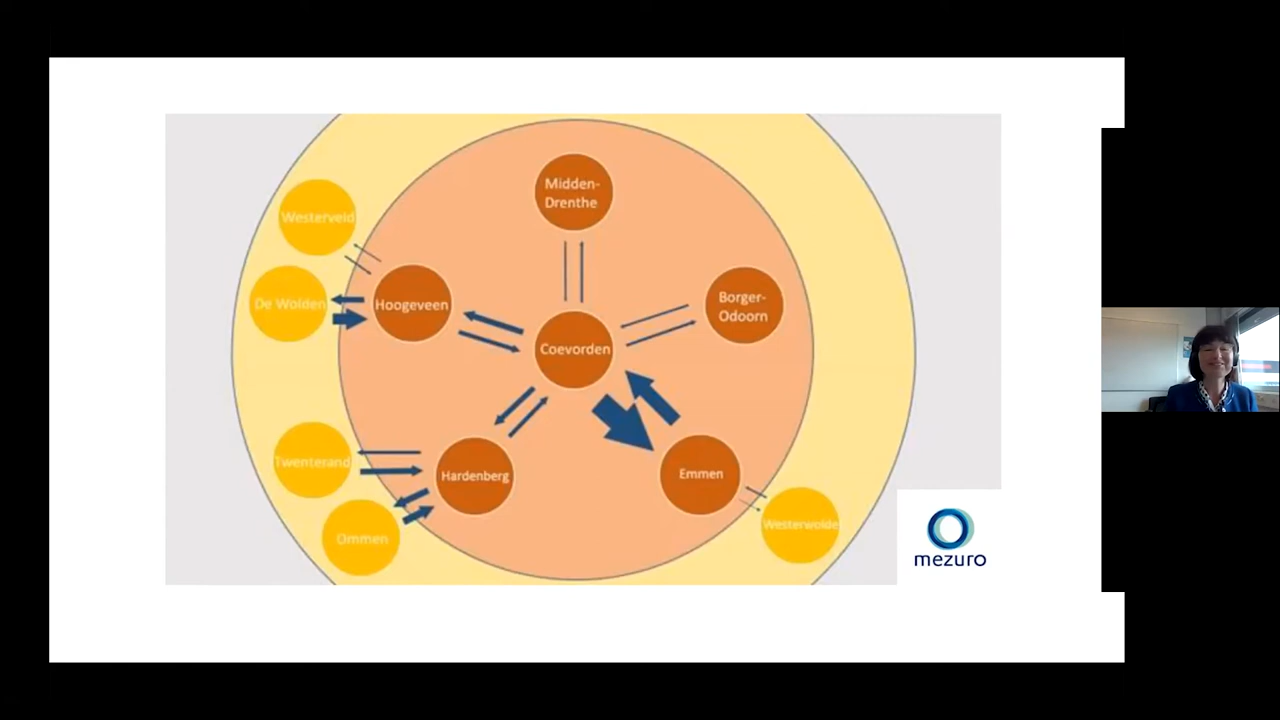 Midden-
Drenthe
Westerveld
De Wolden
Hoogeveen
Borger-
Odoorn
Coevorden
Twenterand
Hardenberg
Emmen
Ommen
Westerwolde
mezuro